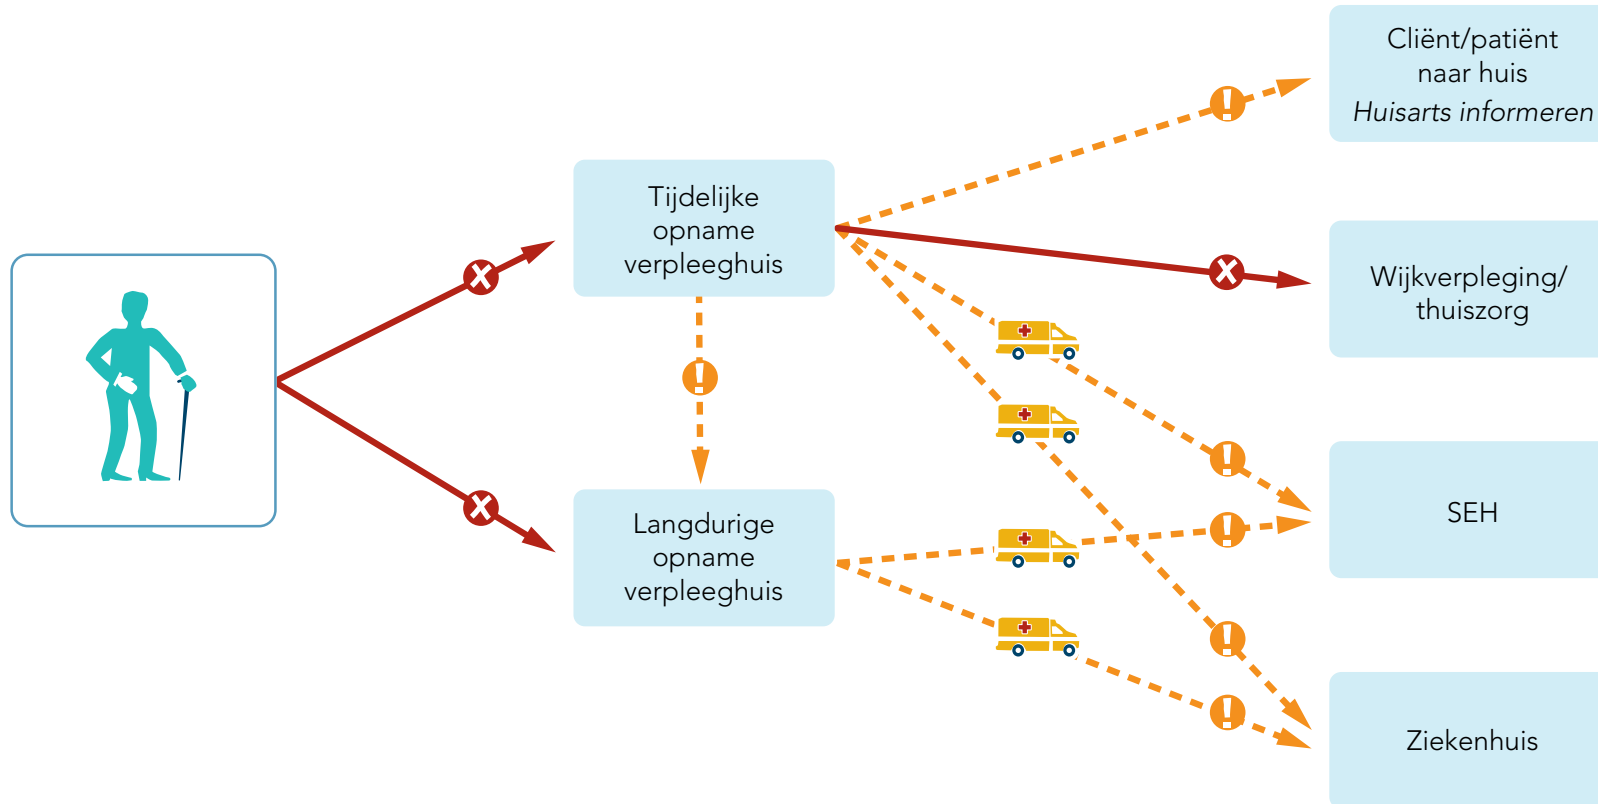 Cliënt/patiënt
naar huis
Huisarts informeren
Tijdelijke
opname
verpleeghuis
Wijkverpleging/
thuiszorg
Langdurige
opname
verpleeghuis
SEH
Ziekenhuis